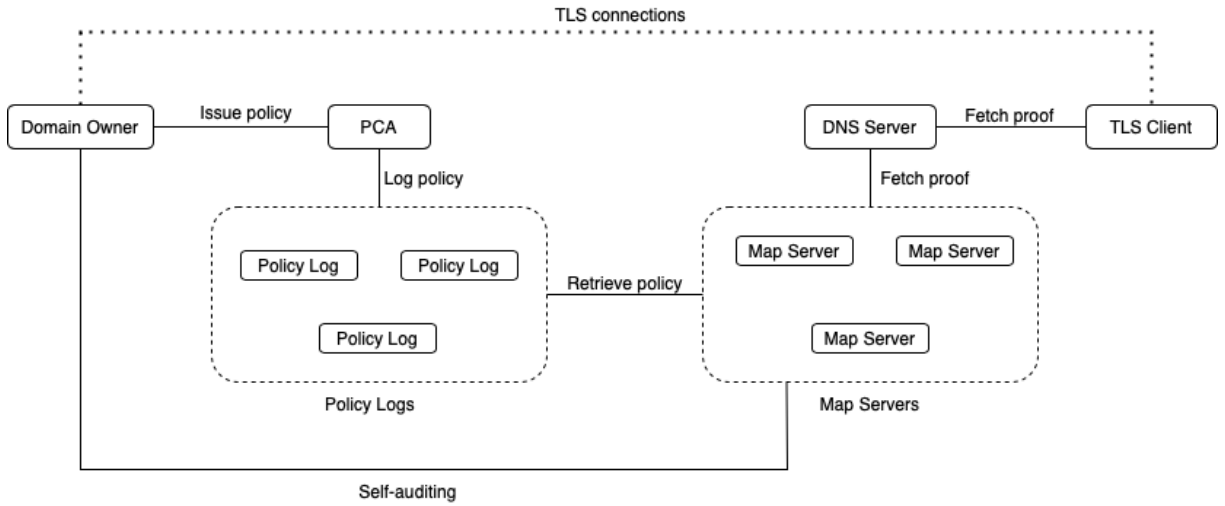 TLS connections
Domain Owner
Issue policy
PCA
DNS Server
Fetch proof
TLS Client
Log policy
Fetch proof
Policy Log
Policy Log
Policy Log
Retrieve policy
Map Server
Map Server
Map Server
Policy Logs
Map Servers
Self-auditing